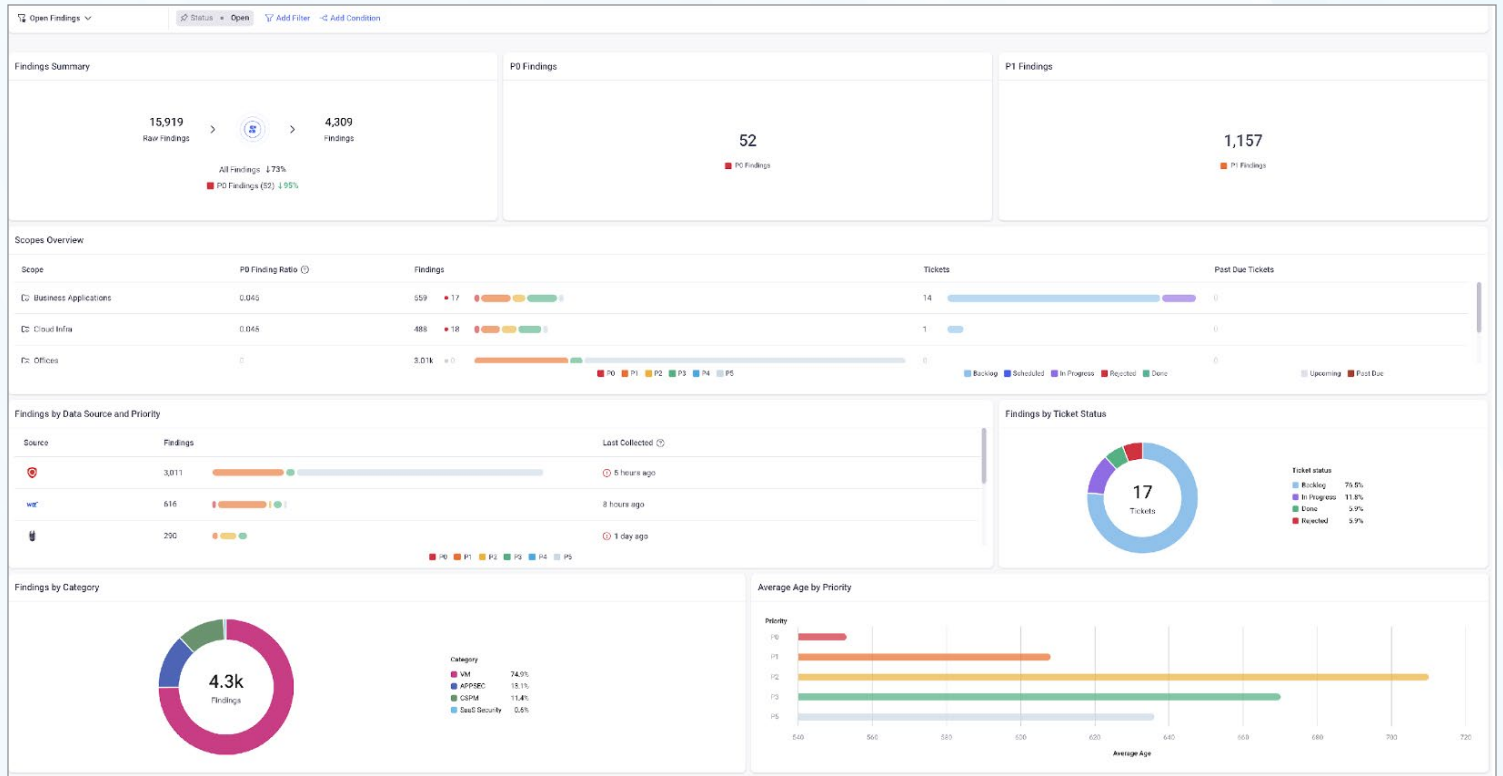 Open Findings
Status • Open
Add Filter
Add Condition
Findings Summary
15,919
Raw Findings
4,309
Findings
All Findings ↓73%
P0 Findings (52) ↓95%
P0 Findings
52
P0 Findings
P1 Findings
1,157
P1 Findings
Scopes Overview
Scope P0 Finding Ratio Findings Tickets Past Due Tickets
Business Applications 0.045 559 • 17 14 0
Cloud Infra 0.045 488 • 18 1 0
Offices 0 3.01k • 0 0 0
P0 P1 P2 P3 P4 P5
Backlog Scheduled In Progress Rejected Done
Upcoming Past Due
Findings by Data Source and Priority
Source Findings Last Collected
3,011 5 hours ago
616 8 hours ago
290 1 day ago
P0 P1 P2 P3 P4 P5
Findings by Ticket Status
17
Tickets
Ticket status
Backlog 76.5%
In Progress 11.8%
Done 5.9%
Rejected 5.9%
Findings by Category
4.3k
Findings
Category
VM 74.9%
APPSEC 13.1%
CSPM 11.4%
SaaS Security 0.6%
Average Age by Priority
Priority
P0
P1
P2
P3
P5
540 560 580 600 620 640 660 680 700 720
Average Age